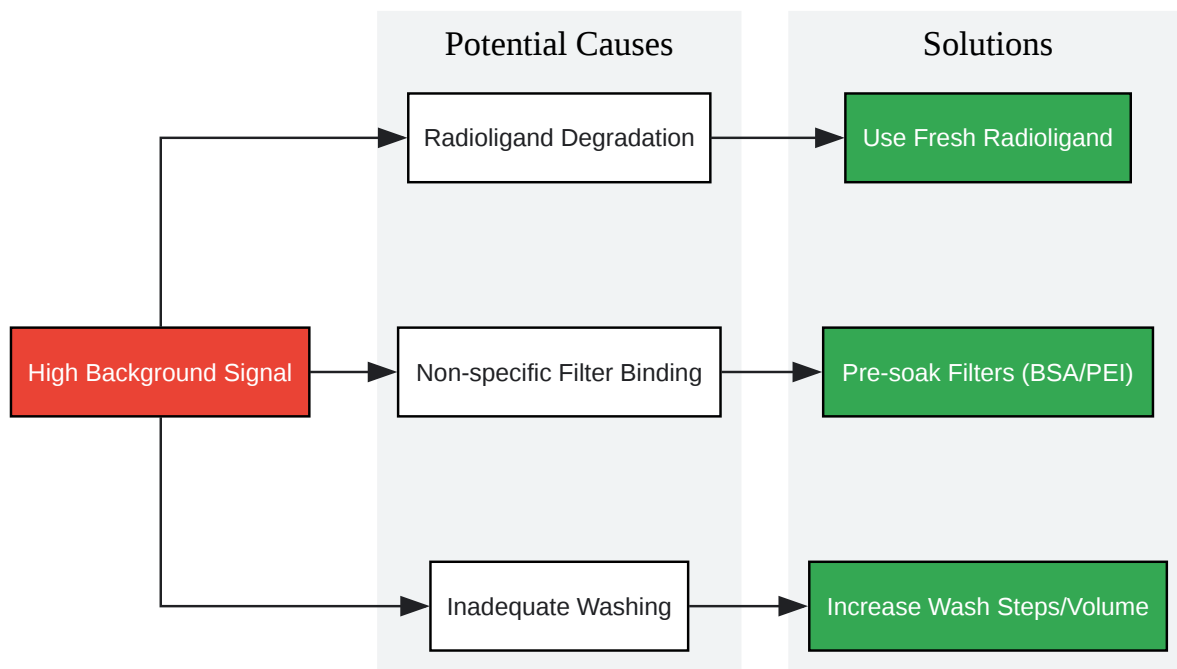 Potential Causes
Solutions
Radioligand Degradation
Use Fresh Radioligand
High Background Signal
Non-specific Filter Binding
Pre-soak Filters (BSA/PEI)
Inadequate Washing
Increase Wash Steps/Volume